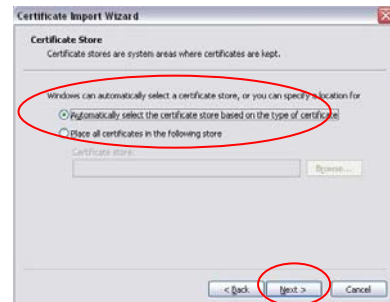 Certificate Import Wizard
Certificate Store
Certificate stores are system areas where certificates are kept.
Windows can automatically select a certificate store, or you can specify a location for
Automatically select the certificate store based on the type of certificate
Place all certificates in the following store
Certificate store:
Browse...
< Back
Next >
Cancel